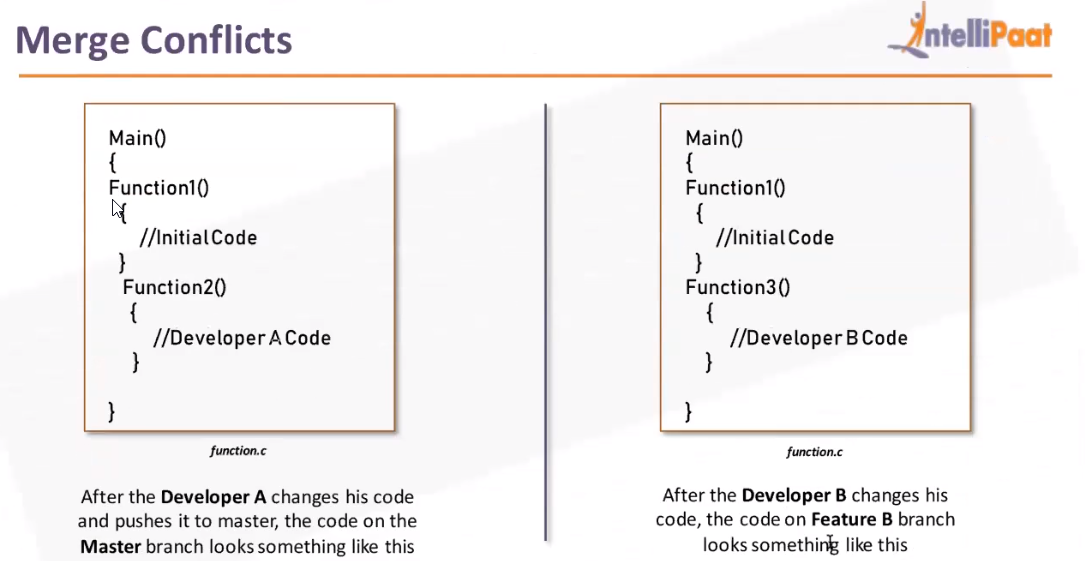 Merge Conflicts
IntelliPaat
Main()
{
Function1()
{
//Initial Code
}
Function2()
{
//Developer A Code
}
}
function.c
After the Developer A changes his code
and pushes it to master, the code on the
Master branch looks something like this
Main()
{
Function1()
{
//Initial Code
}
Function3()
{
//Developer B Code
}
}
function.c
After the Developer B changes his
code, the code on Feature B branch
looks something like this